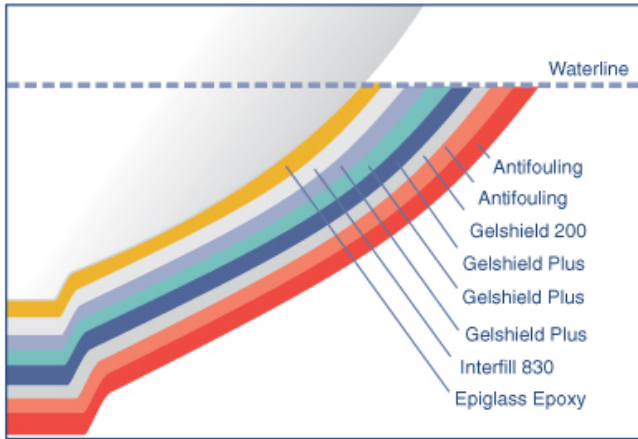 Waterline
Antifouling
Antifouling
Gelshield 200
Gelshield Plus
Gelshield Plus
Gelshield Plus
Interfill 830
Epiglass Epoxy